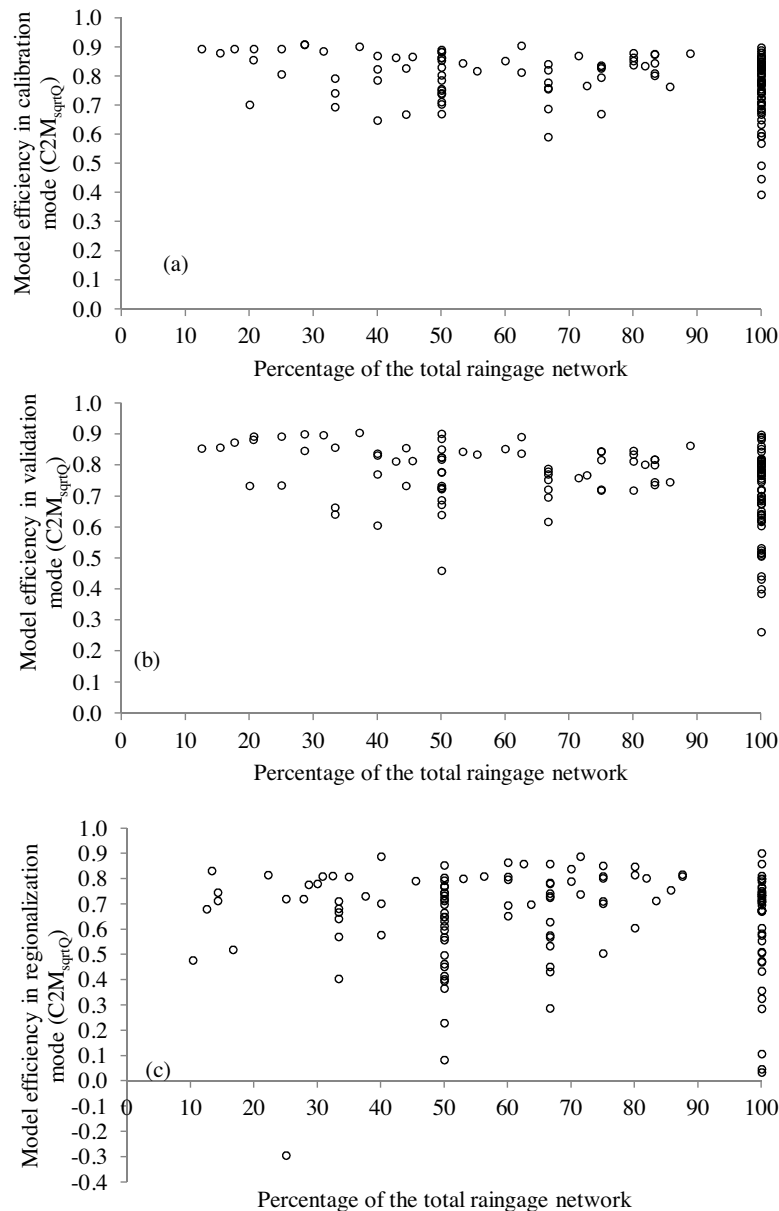 Model efficiency in calibration
mode (C2M_sqrtQ)
1.0
0.9
0.8
0.7
0.6
0.5
0.4
0.3
0.2
0.1
0.0
(a)
0 10 20 30 40 50 60 70 80 90 100
Percentage of the total raingage network
Model efficiency in validation
mode (C2M_sqrtQ)
1.0
0.9
0.8
0.7
0.6
0.5
0.4
0.3
0.2
0.1
0.0
(b)
0 10 20 30 40 50 60 70 80 90 100
Percentage of the total raingage network
Model efficiency in regionalization
mode (C2M_sqrtQ)
1.0
0.9
0.8
0.7
0.6
0.5
0.4
0.3
0.2
0.1
0.0
-0.1
-0.2
-0.3
-0.4
(c)
0 10 20 30 40 50 60 70 80 90 100
Percentage of the total raingage network